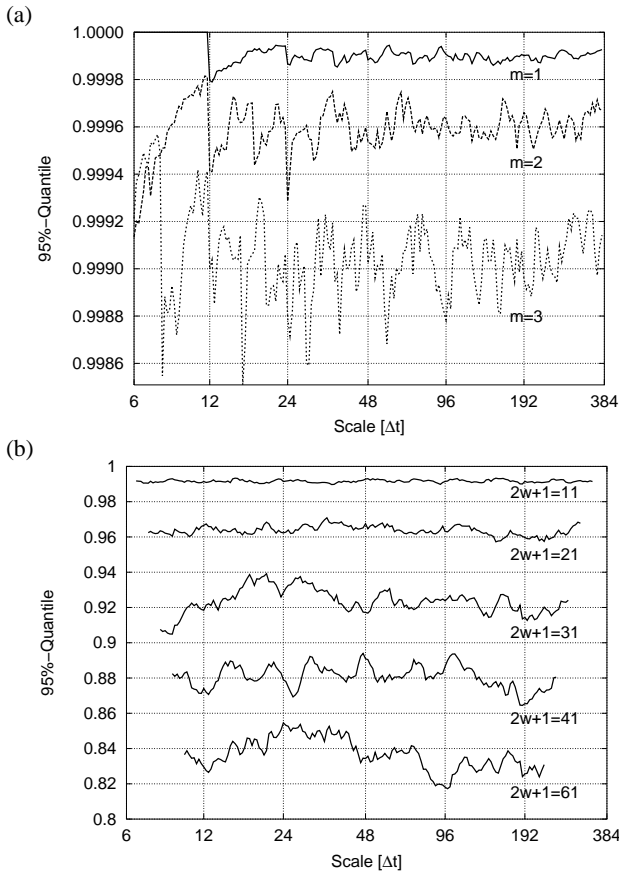 (a)
1.0000
0.9998
0.9996
0.9994
0.9992
0.9990
0.9988
0.9986
95%-Quantile
m=1
m=2
m=3
6 12 24 48 96 192 384
Scale [Δt]
(b)
1
0.98
0.96
0.94
0.92
0.9
0.88
0.86
0.84
0.82
0.8
95%-Quantile
2w+1=11
2w+1=21
2w+1=31
2w+1=41
2w+1=61
6 12 24 48 96 192 384
Scale [Δt]